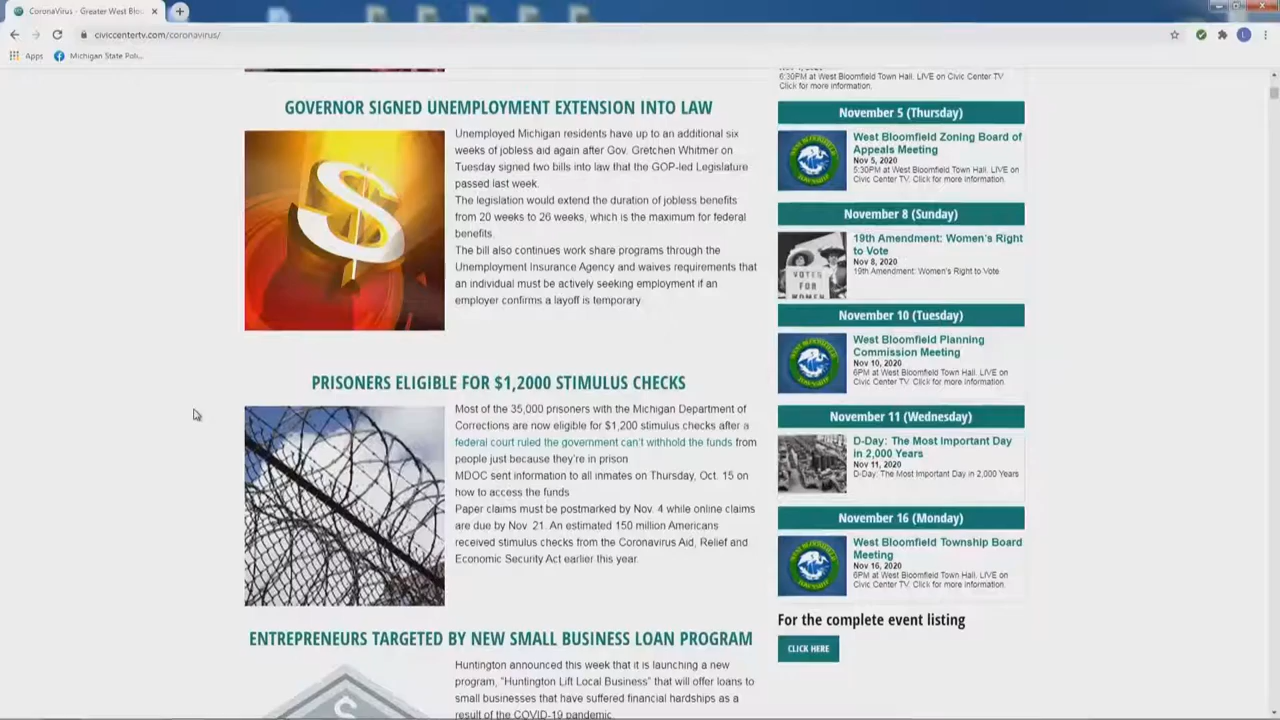 CoronaVirus - Greater West Bloo
civiccentertv.com/coronavirus/
Apps
Michigan State Poli...
L
GOVERNOR SIGNED UNEMPLOYMENT EXTENSION INTO LAW
Unemployed Michigan residents have up to an additional six
weeks of jobless aid again after Gov. Gretchen Whitmer on
Tuesday signed two bills into law that the GOP-led Legislature
passed last week.
The legislation would extend the duration of jobless benefits
from 20 weeks to 26 weeks, which is the maximum for federal
benefits.
The bill also continues work share programs through the
Unemployment Insurance Agency and waives requirements that
an individual must be actively seeking employment if an
employer confirms a layoff is temporary.
PRISONERS ELIGIBLE FOR $1,2000 STIMULUS CHECKS
Most of the 35,000 prisoners with the Michigan Department of
Corrections are now eligible for $1,200 stimulus checks after a
federal court ruled the government can't withhold the funds from
people just because they're in prison
MDOC sent information to all inmates on Thursday, Oct. 15 on
how to access the funds
Paper claims must be postmarked by Nov. 4 while online claims
are due by Nov. 21. An estimated 150 million Americans
received stimulus checks from the Coronavirus Aid, Relief and
Economic Security Act earlier this year.
ENTREPRENEURS TARGETED BY NEW SMALL BUSINESS LOAN PROGRAM
Huntington announced this week that it is launching a new
program, "Huntington Lift Local Business" that will offer loans to
small businesses that have suffered financial hardships as a
result of the COVID-19 pandemic.
6:30PM at West Bloomfield Town Hall. LIVE on Civic Center TV
Click for more information.
November 5 (Thursday)
West Bloomfield Zoning Board of
Appeals Meeting
Nov 5, 2020
5:30PM at West Bloomfield Town Hall. LIVE on
Civic Center TV. Click for more information.
November 8 (Sunday)
19th Amendment: Women's Right
to Vote
Nov 8, 2020
19th Amendment: Women's Right to Vote
VOTES
FOR
WOMEN
November 10 (Tuesday)
West Bloomfield Planning
Commission Meeting
Nov 10, 2020
6PM at West Bloomfield Town Hall. LIVE on
Civic Center TV. Click for more information.
November 11 (Wednesday)
D-Day: The Most Important Day
in 2,000 Years
Nov 11, 2020
D-Day: The Most Important Day in 2,000 Years
November 16 (Monday)
West Bloomfield Township Board
Meeting
Nov 16, 2020
6PM at West Bloomfield Town Hall. LIVE on
Civic Center TV. Click for more information.
For the complete event listing
CLICK HERE